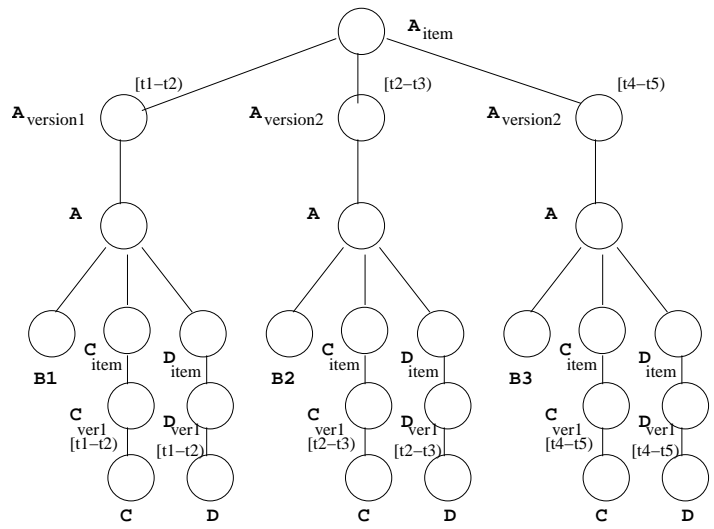 A item
[t1−t2) [t2−t3) [t4−t5)
A version1 A version2 A version2
A A A
C item D item C item D item C item D item
B1 B2 B3
C ver1 D ver1 C ver1 D ver1 C ver1 D ver1
[t1−t2) [t1−t2) [t2−t3) [t2−t3) [t4−t5) [t4−t5)
C D C D C D